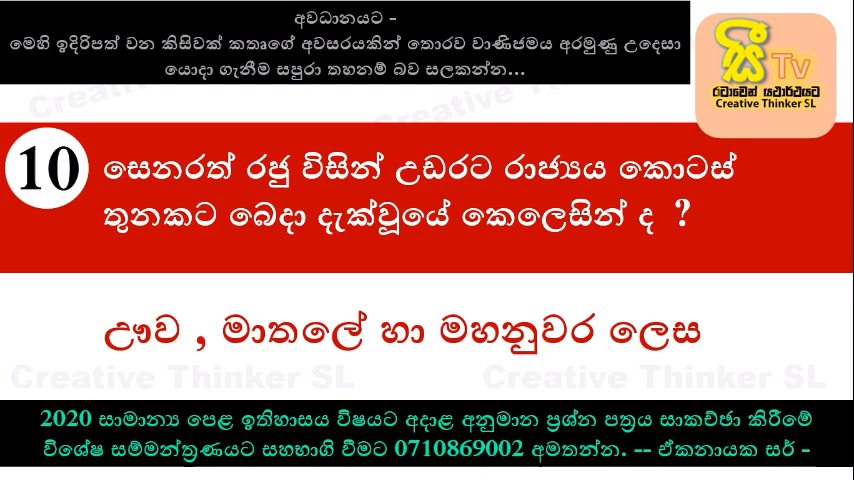 අවධානයට -
මෙහි ඉදිරිපත් වන කිසිවක් කතෘගේ අවසරයකින් තොරව වාණිජමය අරමුණු උදෙසා
යොදා ගැනීම සපුරා තහනම් බව සලකන්න...
සී Tv
රටාවෙන් යථාර්ථයට
Creative Thinker SL
Creative Thinker SL
10 සෙනරත් රජු විසින් උඩරට රාජ්‍යය කොටස්
තුනකට බෙදා දැක්වූයේ කෙලෙසින් ද ?
ඌව , මාතලේ හා මහනුවර ලෙස
Creative Thinker SL Creative Thinker SL
2020 සාමාන්‍ය පෙළ ඉතිහාසය විෂයට අදාළ අනුමාන ප්‍රශ්න පත්‍රය සාකච්ඡා කිරීමේ
විශේෂ සම්මන්ත්‍රණයට සහභාගි වීමට 0710869002 අමතන්න. -- ඒකනායක සර් -